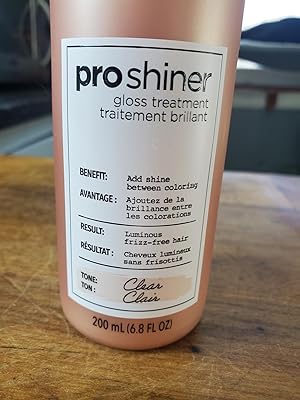 proshiner
gloss treatment
traitement brillant
BENEFIT: Add shine
between coloring
AVANTAGE: Ajoutez de la
brillance entre
les colorations
RESULT: Luminous
frizz-free hair
RÉSULTAT: Cheveux lumineux
sans frisottis
TONE: Clear
TON: Clair
200 mL (6.8 FL OZ)